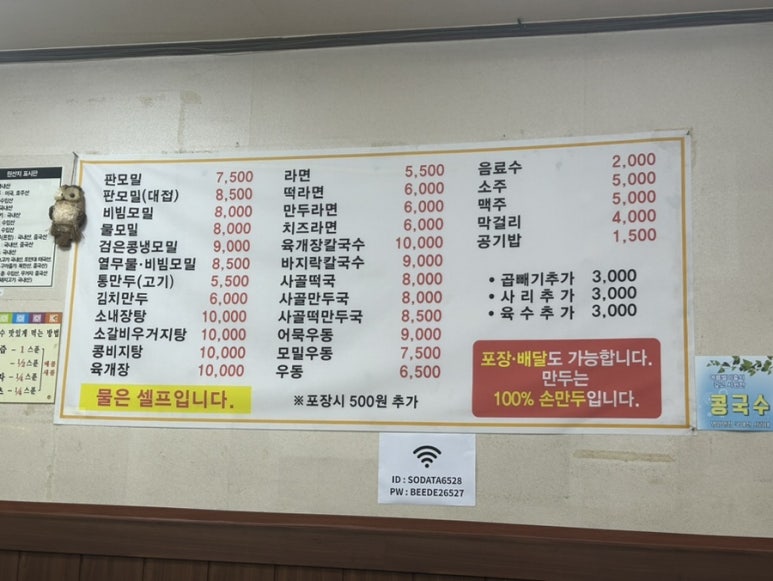 판모밀 7,500
판모밀(대접) 8,500
비빔모밀 8,000
물모밀 8,000
검은콩냉모밀 9,000
열무물·비빔모밀 8,500
통만두(고기) 5,500
김치만두 6,000
소내장탕 10,000
소갈비우거지탕 10,000
콩비지탕 10,000
육개장 10,000
물은 셀프입니다.
라면 5,500
떡라면 6,000
만두라면 6,000
치즈라면 6,000
육개장칼국수 10,000
바지락칼국수 9,000
사골떡국 8,000
사골만두국 8,000
사골떡만두국 8,500
어묵우동 9,000
모밀우동 7,500
우동 6,500
※포장시 500원 추가
음료수 2,000
소주 5,000
맥주 5,000
막걸리 4,000
공기밥 1,500
• 곱빼기추가 3,000
• 사리추가 3,000
• 육수추가 3,000
포장·배달도 가능합니다.
만두는
100% 손만두입니다.
ID : SODATA6528
PW : BEEDE26527
콩국수